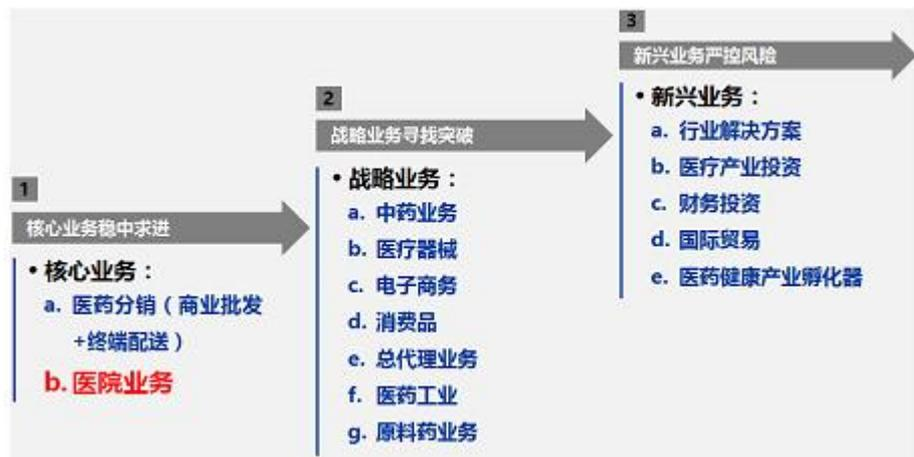 1
核心业务稳中求进
• 核心业务：
a. 医药分销（商业批发
+终端配送）
b. 医院业务
2
战略业务寻找突破
• 战略业务：
a. 中药业务
b. 医疗器械
c. 电子商务
d. 消费品
e. 总代理业务
f. 医药工业
g. 原料药业务
3
新兴业务严控风险
• 新兴业务：
a. 行业解决方案
b. 医疗产业投资
c. 财务投资
d. 国际贸易
e. 医药健康产业孵化器